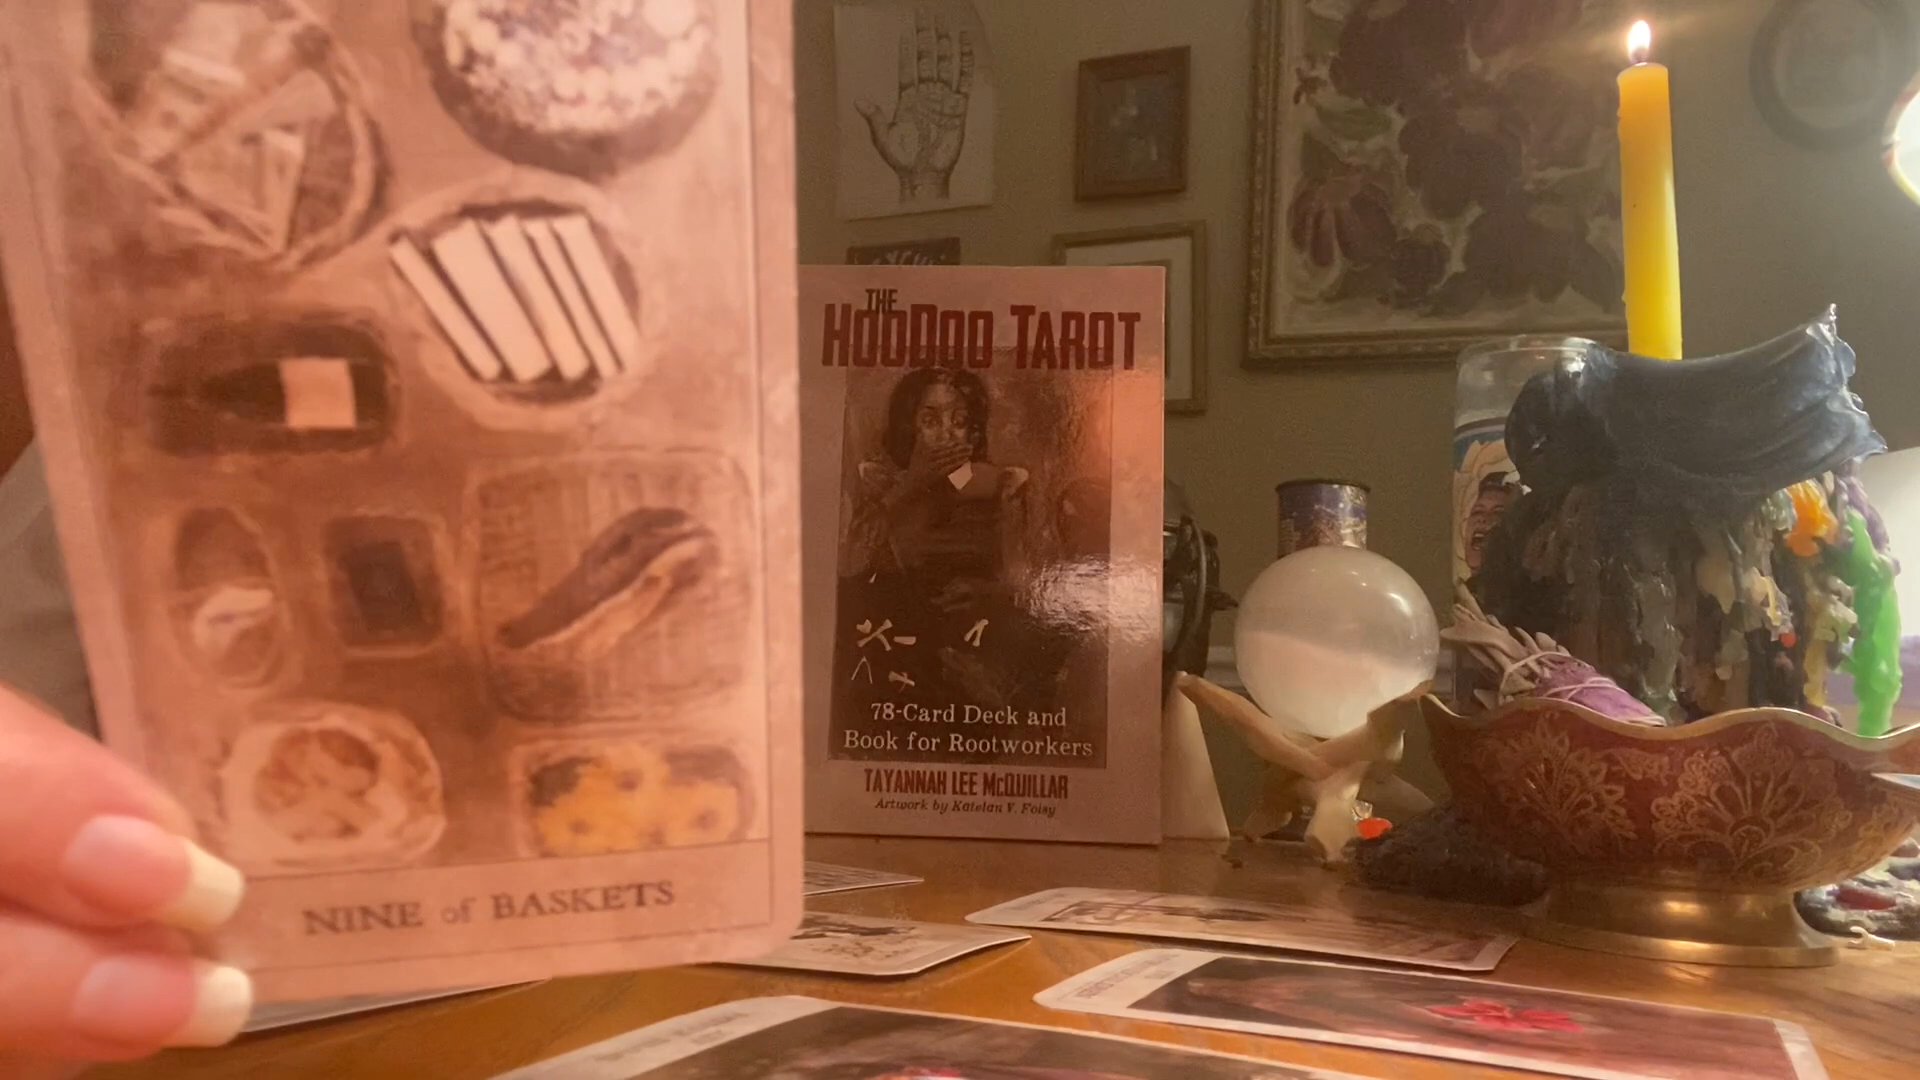 NINE of BASKETS
THE
HOODOO TAROT
78-Card Deck and
Book for Rootworkers
TAYANNAH LEE MCQUILLAR
Artwork by Katelan V. Foisy